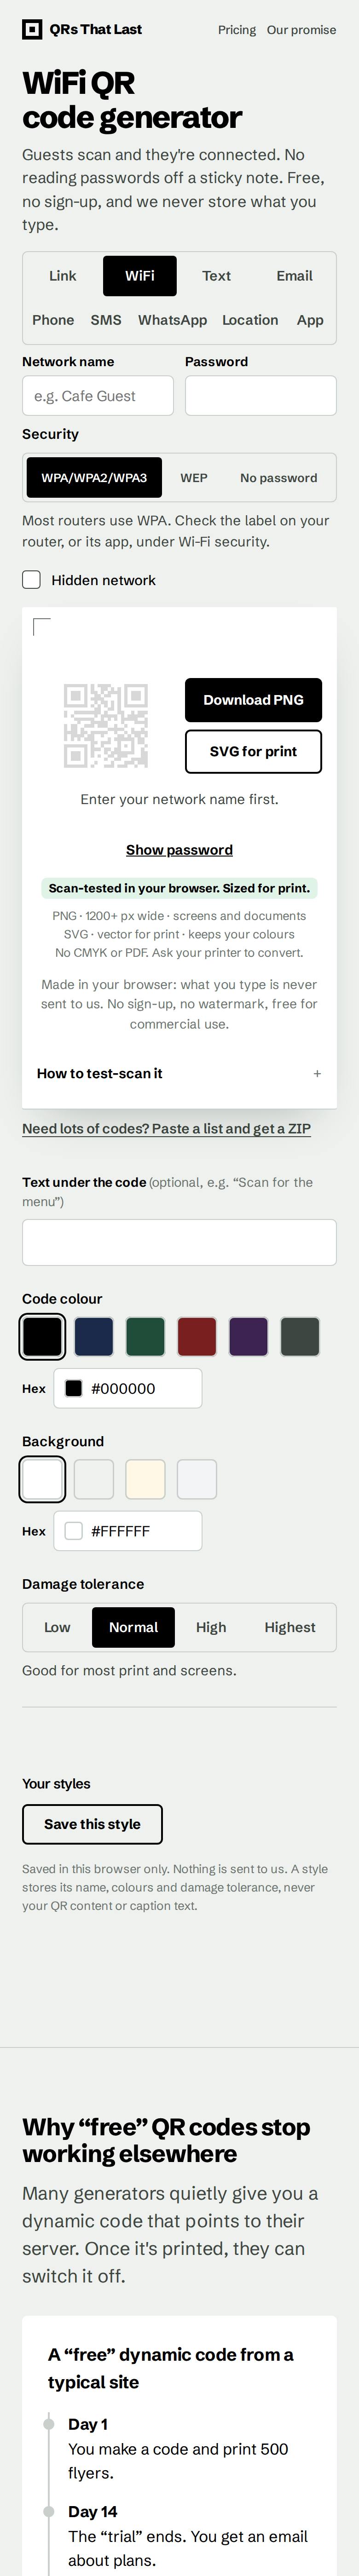 QRs That Last
Pricing
Our promise
WiFi QR
code generator
Guests scan and they're connected. No
reading passwords off a sticky note. Free,
no sign-up, and we never store what you
type.
Link
WiFi
Text
Email
Phone
SMS
WhatsApp
Location
App
Network name
Password
e.g. Cafe Guest
Security
WPA/WPA2/WPA3
WEP
No password
Most routers use WPA. Check the label on your
router, or its app, under Wi-Fi security.
Hidden network
Download PNG
SVG for print
Enter your network name first.
Show password
Scan-tested in your browser. Sized for print.
PNG · 1200+ px wide · screens and documents
SVG · vector for print · keeps your colours
No CMYK or PDF. Ask your printer to convert.
Made in your browser: what you type is never
sent to us. No sign-up, no watermark, free for
commercial use.
How to test-scan it
+
Need lots of codes? Paste a list and get a ZIP
Text under the code (optional, e.g. “Scan for the
menu”)
Code colour
Hex
#000000
Background
Hex
#FFFFFF
Damage tolerance
Low
Normal
High
Highest
Good for most print and screens.
Your styles
Save this style
Saved in this browser only. Nothing is sent to us. A style
stores its name, colours and damage tolerance, never
your QR content or caption text.
Why “free” QR codes stop
working elsewhere
Many generators quietly give you a
dynamic code that points to their
server. Once it's printed, they can
switch it off.
A “free” dynamic code from a
typical site
Day 1
You make a code and print 500
flyers.
Day 14
The “trial” ends. You get an email
about plans.